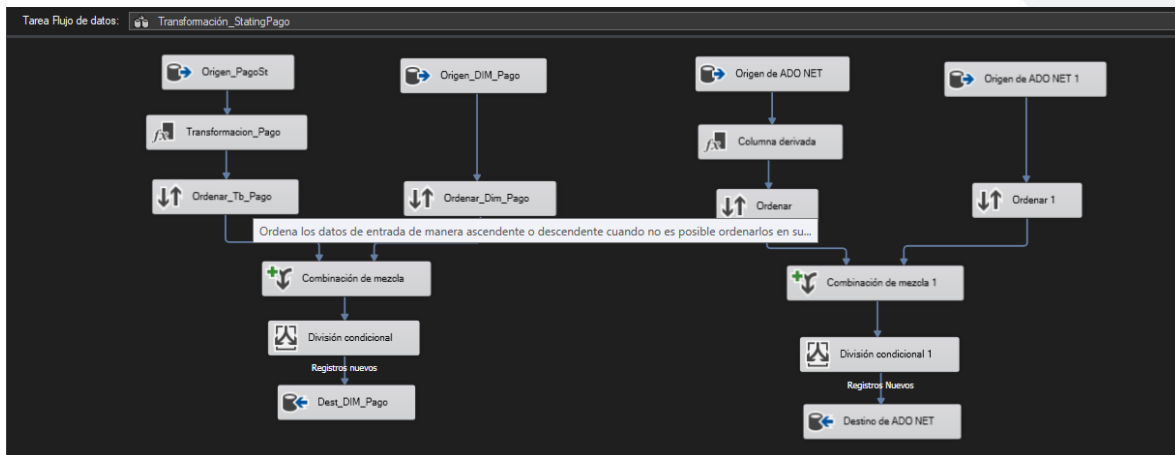 Tarea Flujo de datos: Transformación_StatingPago
Origen_PagoSt
Origen_DIM_Pago
Origen de ADO NET
Origen de ADO NET 1
Transformacion_Pago
Columna derivada
Ordenar_Tb_Pago
Ordenar_Dim_Pago
Ordenar
Ordenar 1
Ordena los datos de entrada de manera ascendente o descendente cuando no es posible ordenarlos en su...
Combinación de mezcla
Combinación de mezcla 1
División condicional
División condicional 1
Registros nuevos
Registros Nuevos
Dest_DIM_Pago
Destino de ADO NET